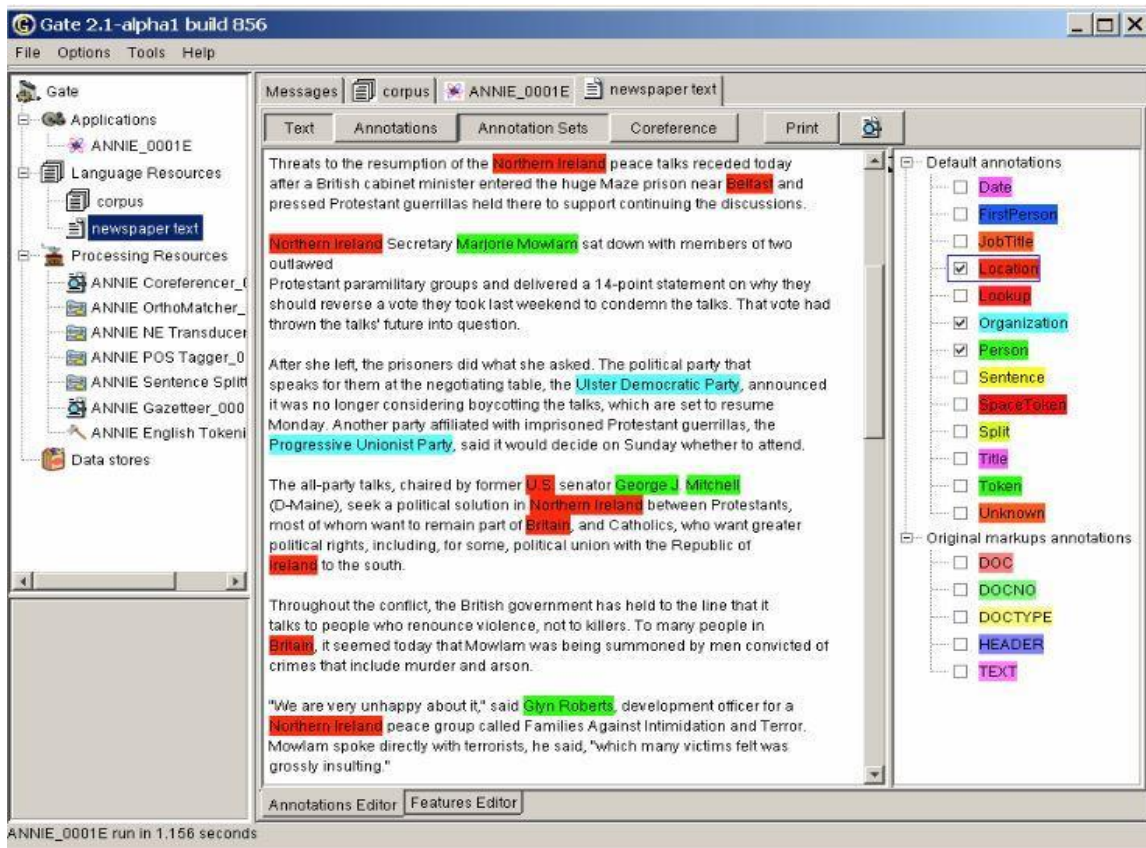 Gate 2.1-alpha1 build 856
File Options Tools Help
Gate
Applications
ANNIE_0001E
Language Resources
corpus
newspaper text
Processing Resources
ANNIE Coreferencer_(
ANNIE OrthoMatcher_
ANNIE NE Transducer
ANNIE POS Tagger_0
ANNIE Sentence Splitt
ANNIE Gazetteer_000
ANNIE English Tokeni
Data stores
Messages corpus ANNIE_0001E newspaper text
Text Annotations Annotation Sets Coreference Print
Threats to the resumption of the Northern Ireland peace talks receded today
after a British cabinet minister entered the huge Maze prison near Belfast and
pressed Protestant guerrillas held there to support continuing the discussions.
Northern Ireland Secretary Marjorie Mowlam sat down with members of two
outlawed
Protestant paramilitary groups and delivered a 14-point statement on why they
should reverse a vote they took last weekend to condemn the talks. That vote had
thrown the talks' future into question.
After she left, the prisoners did what she asked. The political party that
speaks for them at the negotiating table, the Ulster Democratic Party, announced
it was no longer considering boycotting the talks, which are set to resume
Monday. Another party affiliated with imprisoned Protestant guerrillas, the
Progressive Unionist Party, said it would decide on Sunday whether to attend.
The all-party talks, chaired by former U.S. senator George J. Mitchell
(D-Maine), seek a political solution in Northern Ireland between Protestants,
most of whom want to remain part of Britain, and Catholics, who want greater
political rights, including, for some, political union with the Republic of
Ireland to the south.
Throughout the conflict, the British government has held to the line that it
talks to people who renounce violence, not to killers. To many people in
Britain, it seemed today that Mowlam was being summoned by men convicted of
crimes that include murder and arson.
"We are very unhappy about it," said Glyn Roberts, development officer for a
Northern Ireland peace group called Families Against Intimidation and Terror.
Mowlam spoke directly with terrorists, he said, "which many victims felt was
grossly insulting."
Default annotations
Date
FirstPerson
JobTitle
Location
Lookup
Organization
Person
Sentence
SpaceToken
Split
Title
Token
Unknown
Original markups annotations
DOC
DOCNO
DOCTYPE
HEADER
TEXT
Annotations Editor Features Editor
ANNIE_0001E run in 1.156 seconds